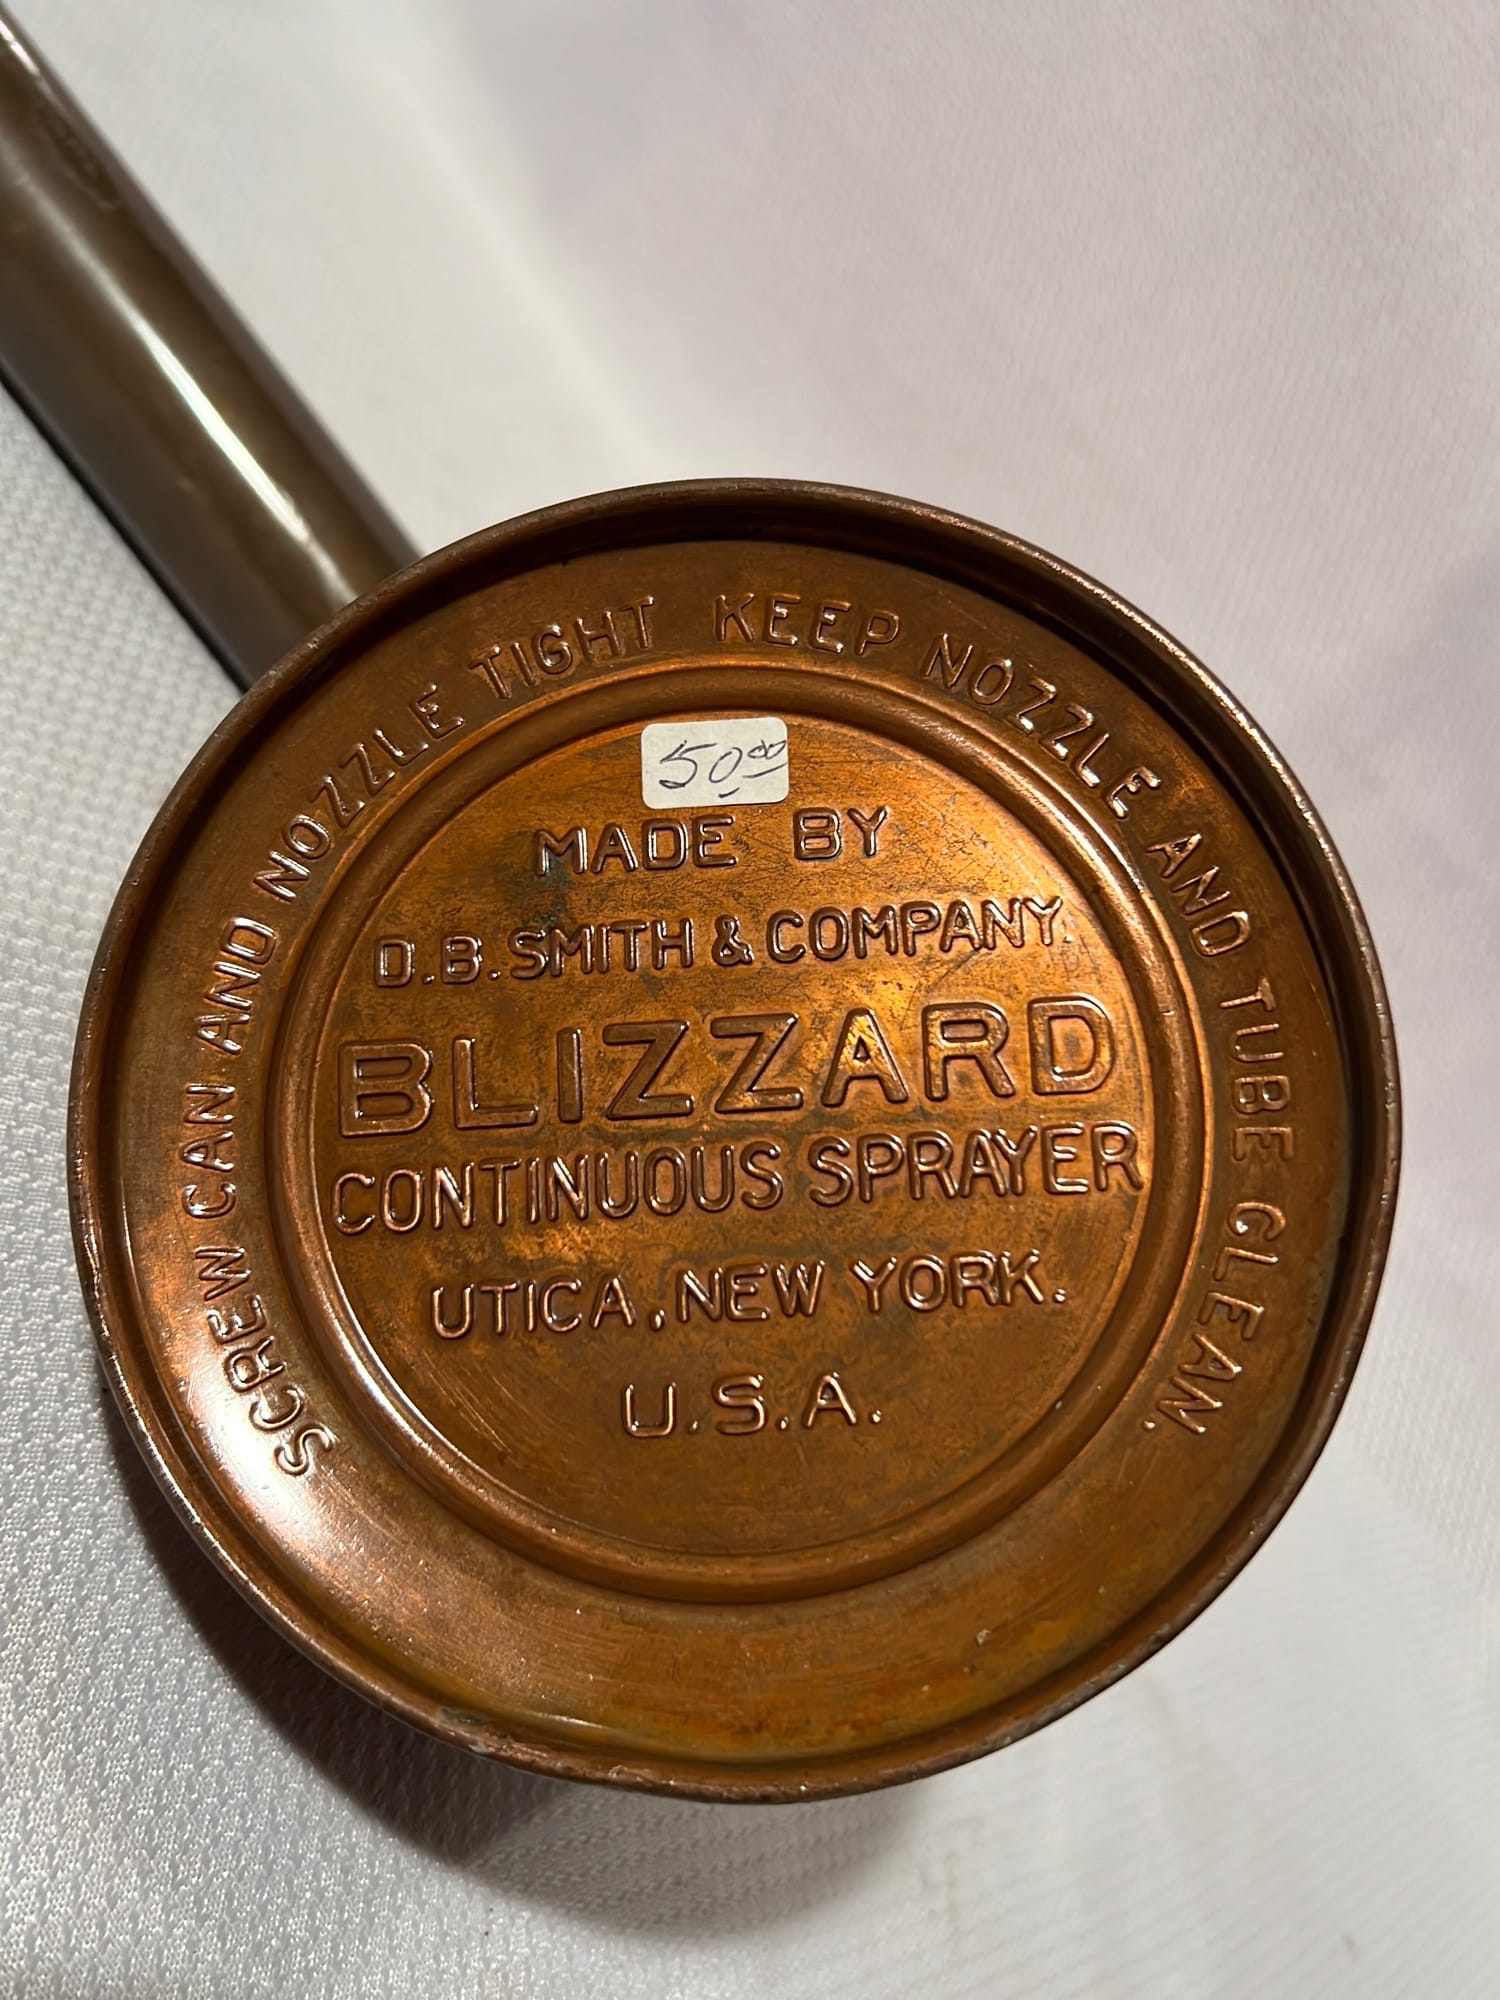 SCREW CAN AND NOZZLE TIGHT KEEP NOZZLE AND TUBE CLEAN.
50.00
MADE BY
D.B. SMITH & COMPANY.
BLIZZARD
CONTINUOUS SPRAYER
UTICA, NEW YORK.
U.S.A.